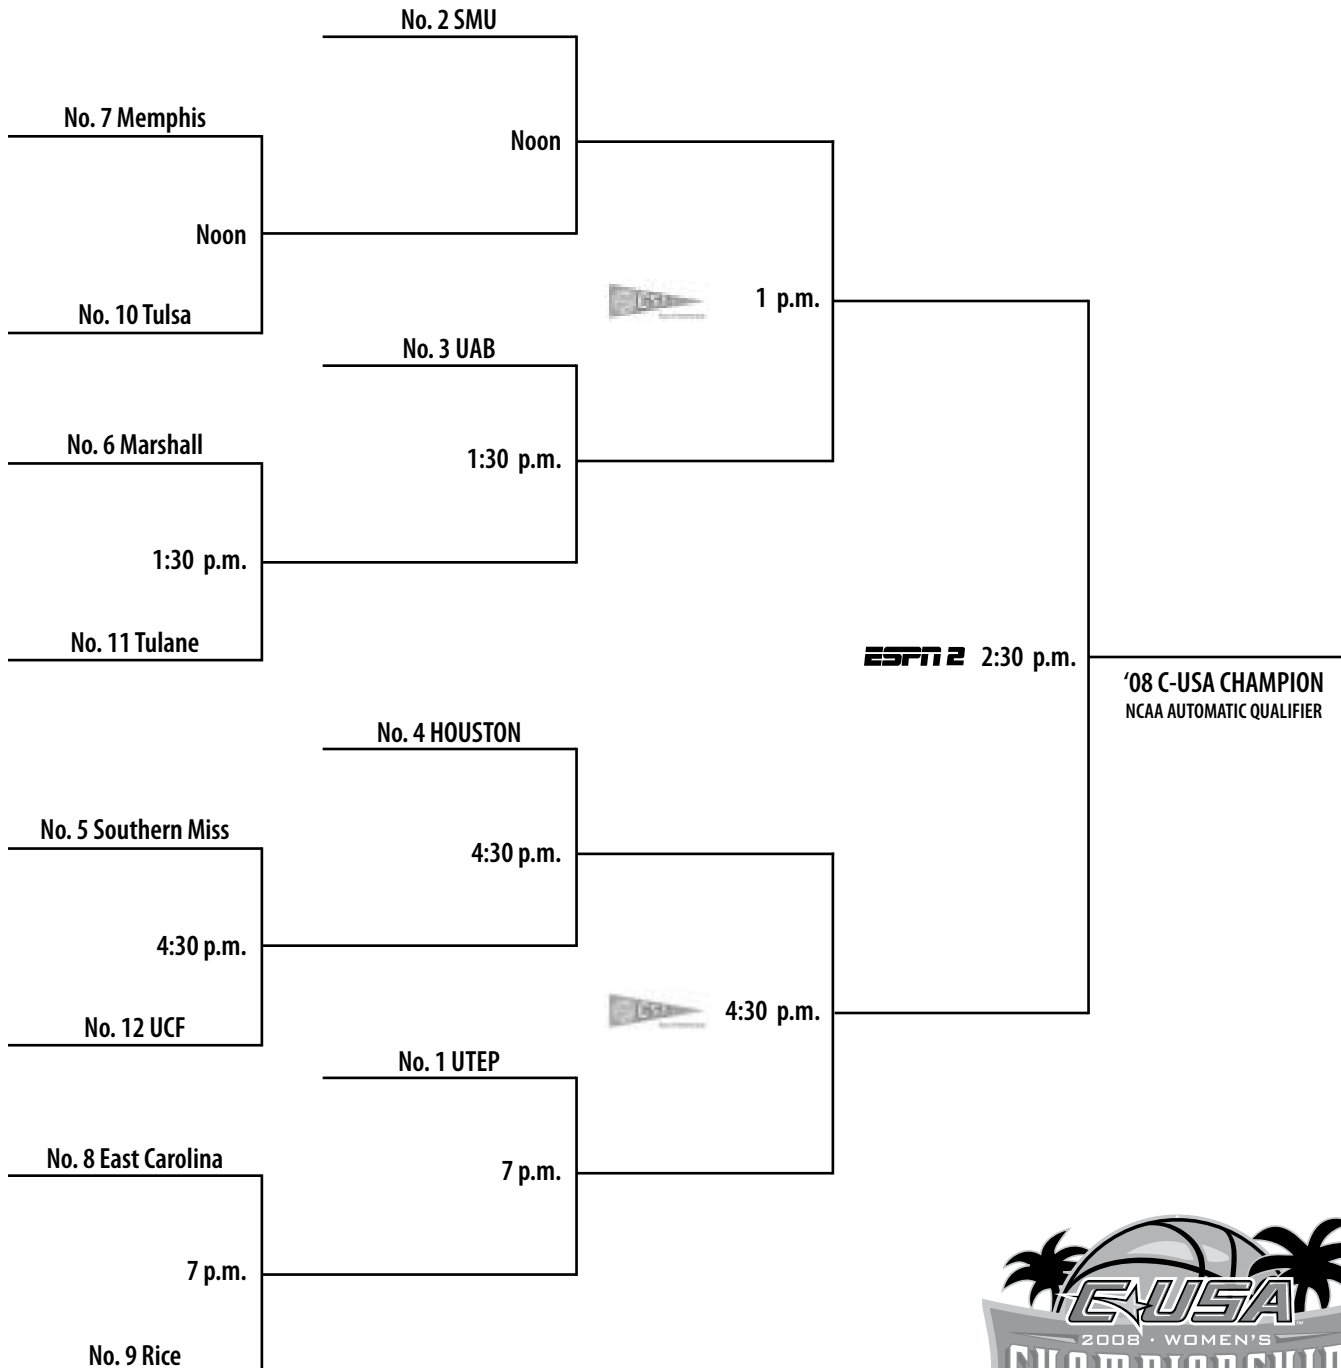 No. 2 SMU
No. 7 Memphis
Noon
Noon
No. 10 Tulsa
1 p.m.
No. 3 UAB
No. 6 Marshall
1:30 p.m.
1:30 p.m.
No. 11 Tulane
ESPN 2 2:30 p.m.
'08 C-USA CHAMPION
NCAA AUTOMATIC QUALIFIER
No. 4 HOUSTON
No. 5 Southern Miss
4:30 p.m.
4:30 p.m.
No. 12 UCF
4:30 p.m.
No. 1 UTEP
No. 8 East Carolina
7 p.m.
7 p.m.
No. 9 Rice
C USA
2008 · WOMEN'S
CHAMPIONSHIP